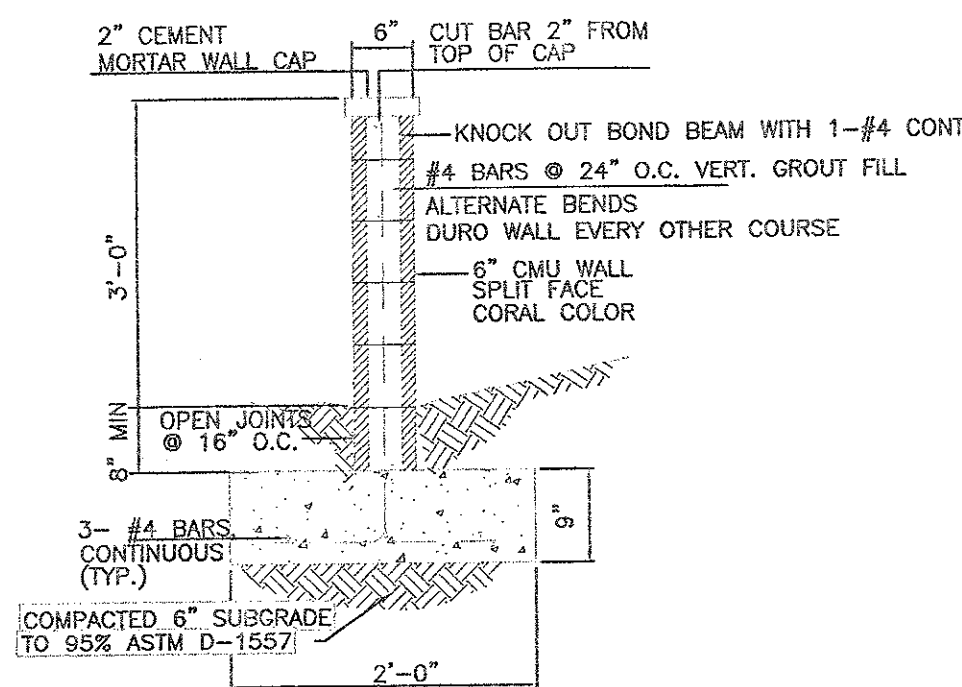 2" CEMENT
MORTAR WALL CAP
6"
CUT BAR 2" FROM
TOP OF CAP
KNOCK OUT BOND BEAM WITH 1-#4 CONT
#4 BARS @ 24" O.C. VERT. GROUT FILL
ALTERNATE BENDS
DURO WALL EVERY OTHER COURSE
3'-0"
6" CMU WALL
SPLIT FACE
CORAL COLOR
8" MIN
OPEN JOINTS
@ 16" O.C.
9"
3- #4 BARS
CONTINUOUS
(TYP.)
COMPACTED 6" SUBGRADE
TO 95% ASTM D-1557
2'-0"